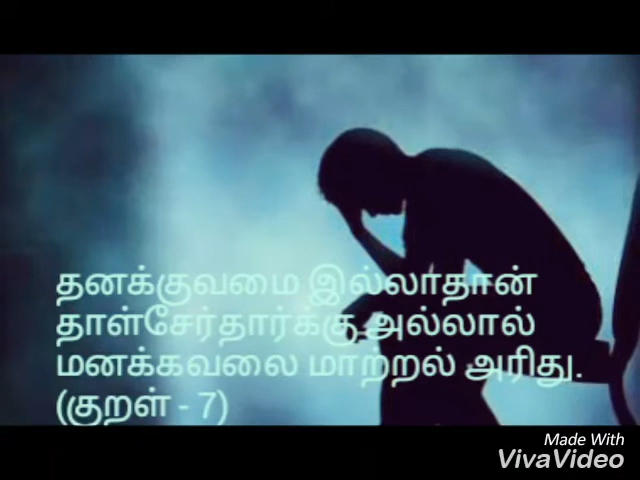 தனக்குவமை இல்லாதான்
தாள்சேர்தார்க்கு அல்லால்
மனக்கவலை மாற்றல் அரிது.
(குறள் - 7)
Made With
VivaVideo